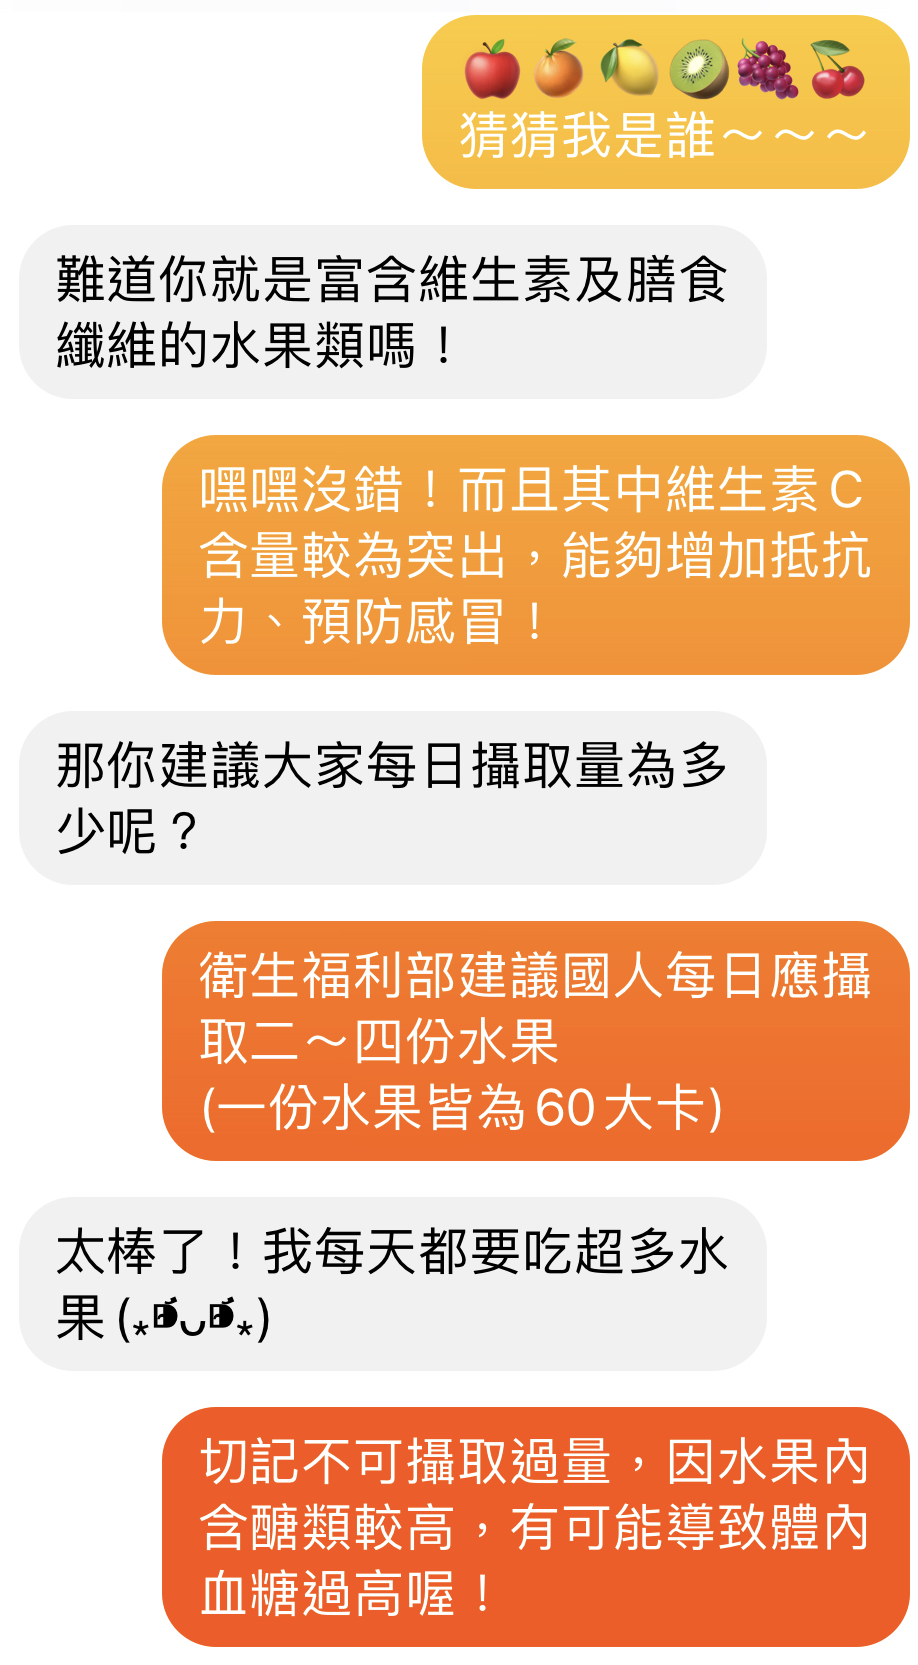 🍎🍊🍋🥝🍇🍒
猜猜我是誰～～～
難道你就是富含維生素及膳食
纖維的水果類嗎！
嘿嘿沒錯！而且其中維生素C
含量較為突出，能夠增加抵抗
力、預防感冒！
那你建議大家每日攝取量為多
少呢？
衛生福利部建議國人每日應攝
取二～四份水果
(一份水果皆為60大卡)
太棒了！我每天都要吃超多水
果(⁎⁍̴̛ᴗ⁍̴̛⁎)
切記不可攝取過量，因水果內
含醣類較高，有可能導致體內
血糖過高喔！